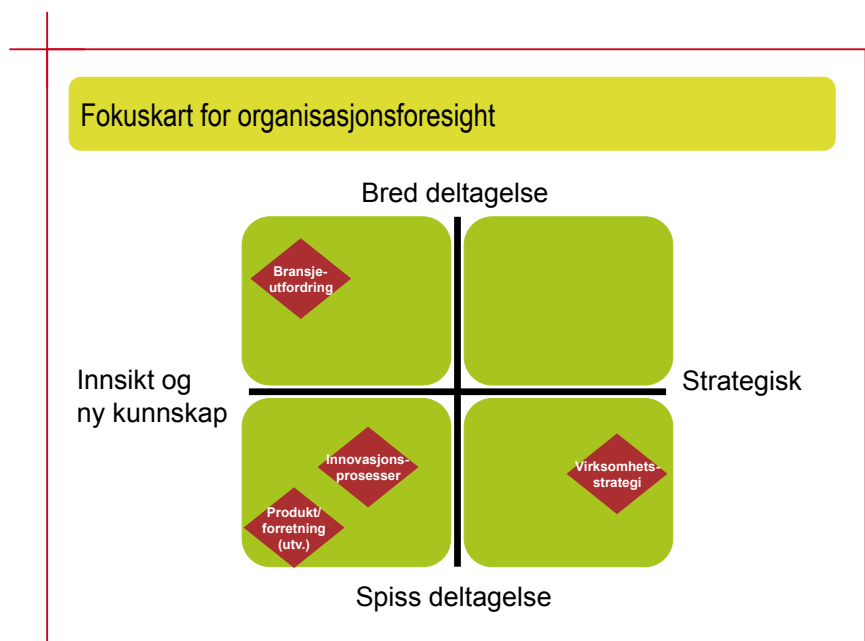 Fokuskart for organisasjonsforesight
Bred deltagelse
Bransje-
utfordring
Innsikt og
ny kunnskap
Strategisk
Innovasjons-
prosesser
Virksomhets-
strategi
Produkt/
forretning
(utv.)
Spiss deltagelse